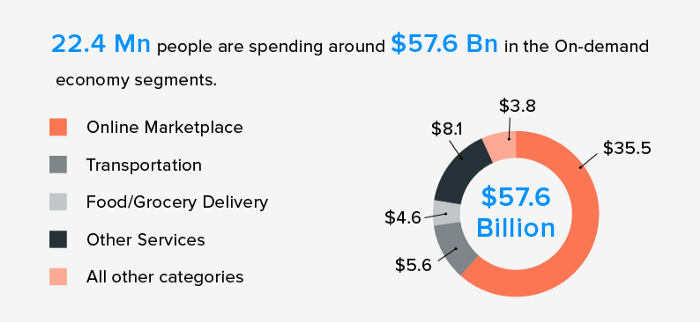 22.4 Mn people are spending around $57.6 Bn in the On-demand
economy segments.
Online Marketplace
Transportation
Food/Grocery Delivery
Other Services
All other categories
$3.8
$8.1
$35.5
$4.6
$5.6
$57.6
Billion